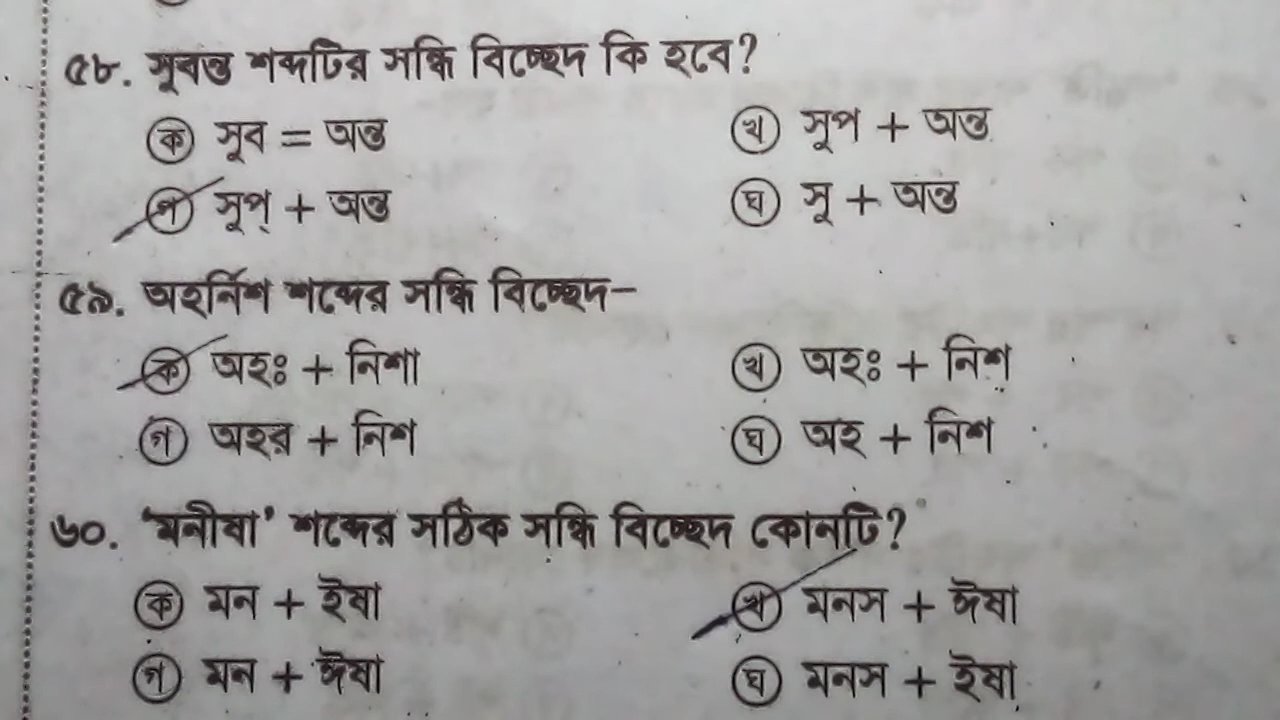 ৫৮. সুবন্ত শব্দটির সন্ধি বিচ্ছেদ কি হবে?
ক সুব = অন্ত খ সুপ + অন্ত
গ সুপ্ + অন্ত ঘ সু + অন্ত
৫৯. অহর্নিশ শব্দের সন্ধি বিচ্ছেদ–
ক অহঃ + নিশা খ অহঃ + নিশ
গ অহর + নিশ ঘ অহ + নিশ
৬০. 'মনীষা' শব্দের সঠিক সন্ধি বিচ্ছেদ কোনটি?
ক মন + ইষা খ মনস + ঈষা
গ মন + ঈষা ঘ মনস + ইষা